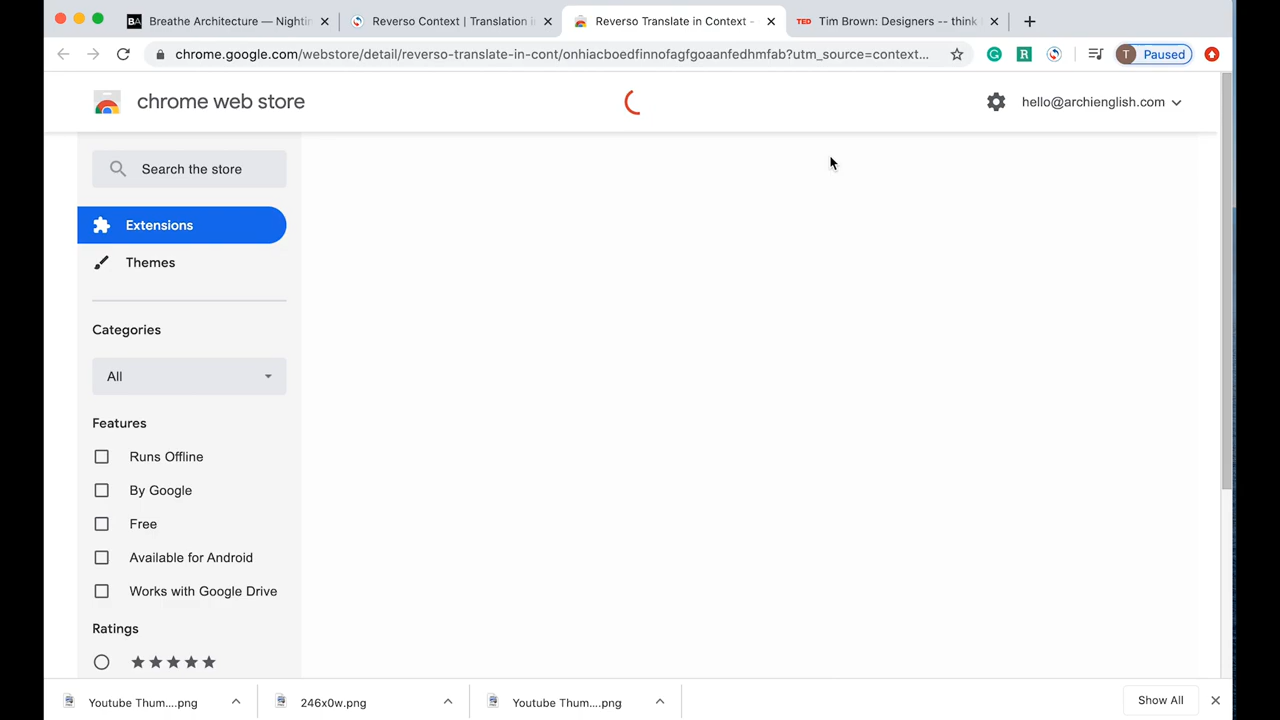 BA Breathe Architecture — Nightin
Reverso Context | Translation i
Reverso Translate in Context -
TED Tim Brown: Designers -- think
chrome.google.com/webstore/detail/reverso-translate-in-cont/onhiacboedfinnofagfgoaanfedhmfab?utm_source=context...
T Paused
chrome web store
hello@archienglish.com
Search the store
Extensions
Themes
Categories
All
Features
Runs Offline
By Google
Free
Available for Android
Works with Google Drive
Ratings
Youtube Thum....png
246x0w.png
Youtube Thum....png
Show All